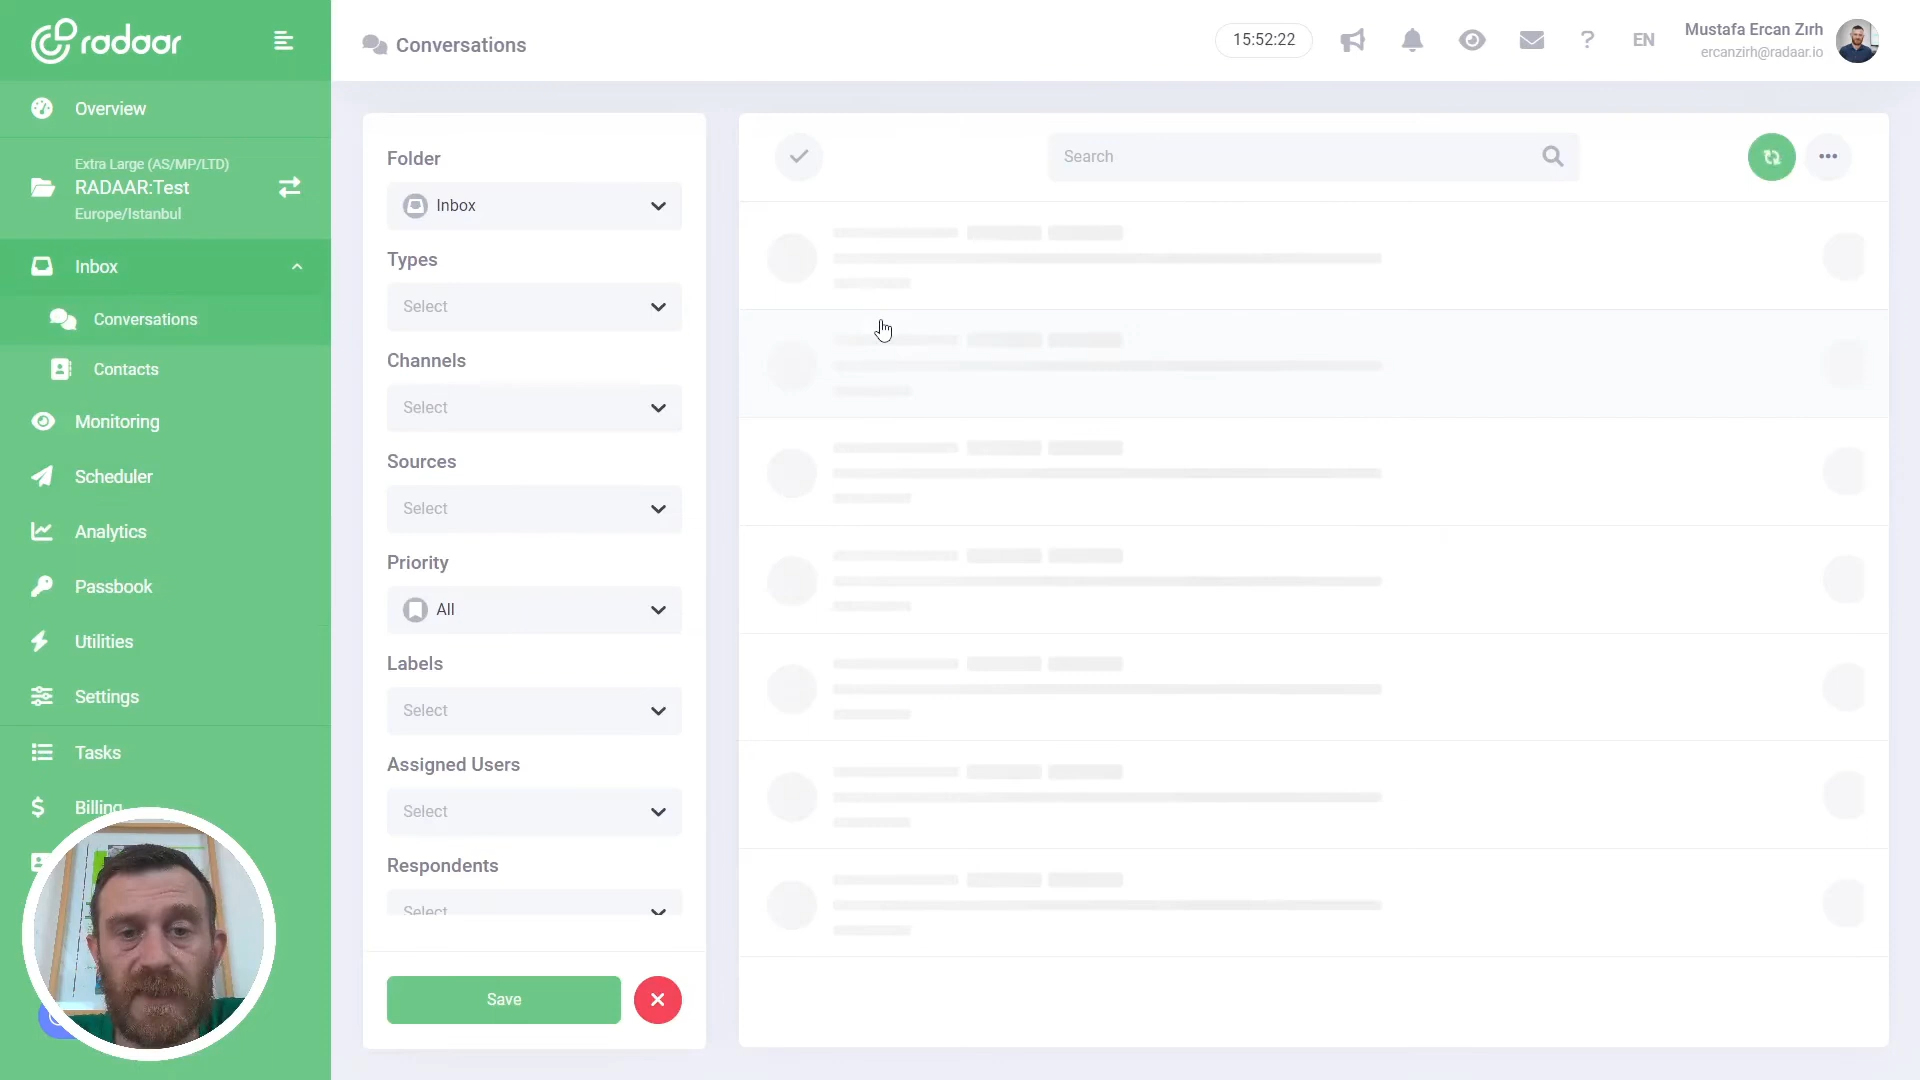 radaar
Conversations
15:52:22
EN
Mustafa Ercan Zırh
ercanzirh@radaar.io
Overview
Extra Large (AS/MP/LTD)
RADAAR:Test
Europe/Istanbul
Inbox
Conversations
Contacts
Monitoring
Scheduler
Analytics
Passbook
Utilities
Settings
Tasks
Billing
Folder
Inbox
Types
Select
Channels
Select
Sources
Select
Priority
All
Labels
Select
Assigned Users
Select
Respondents
Select
Save
Search